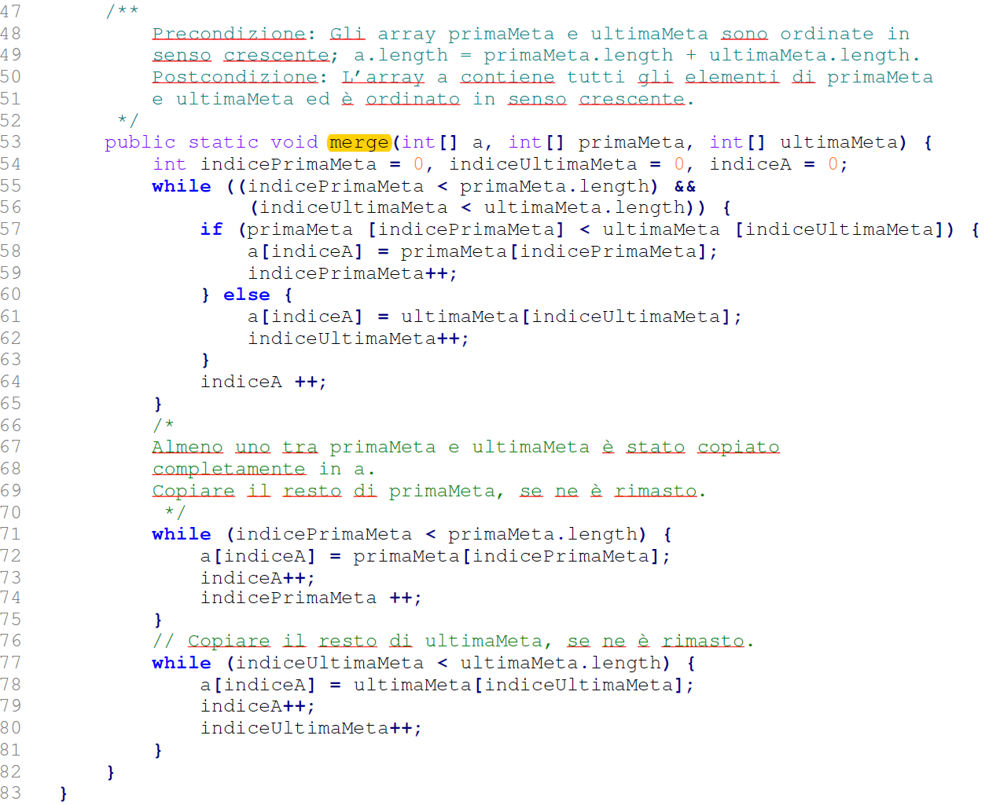 47 /**
48 Precondizione: Gli array primaMeta e ultimaMeta sono ordinate in
49 senso crescente; a.length = primaMeta.length + ultimaMeta.length.
50 Postcondizione: L’array a contiene tutti gli elementi di primaMeta
51 e ultimaMeta ed è ordinato in senso crescente.
52 */
53 public static void merge(int[] a, int[] primaMeta, int[] ultimaMeta) {
54 int indicePrimaMeta = 0, indiceUltimaMeta = 0, indiceA = 0;
55 while ((indicePrimaMeta < primaMeta.length) &&
56 (indiceUltimaMeta < ultimaMeta.length)) {
57 if (primaMeta [indicePrimaMeta] < ultimaMeta [indiceUltimaMeta]) {
58 a[indiceA] = primaMeta[indicePrimaMeta];
59 indicePrimaMeta++;
60 } else {
61 a[indiceA] = ultimaMeta[indiceUltimaMeta];
62 indiceUltimaMeta++;
63 }
64 indiceA ++;
65 }
66 /*
67 Almeno uno tra primaMeta e ultimaMeta è stato copiato
68 completamente in a.
69 Copiare il resto di primaMeta, se ne è rimasto.
70 */
71 while (indicePrimaMeta < primaMeta.length) {
72 a[indiceA] = primaMeta[indicePrimaMeta];
73 indiceA++;
74 indicePrimaMeta ++;
75 }
76 // Copiare il resto di ultimaMeta, se ne è rimasto.
77 while (indiceUltimaMeta < ultimaMeta.length) {
78 a[indiceA] = ultimaMeta[indiceUltimaMeta];
79 indiceA++;
80 indiceUltimaMeta++;
81 }
82 }
83 }